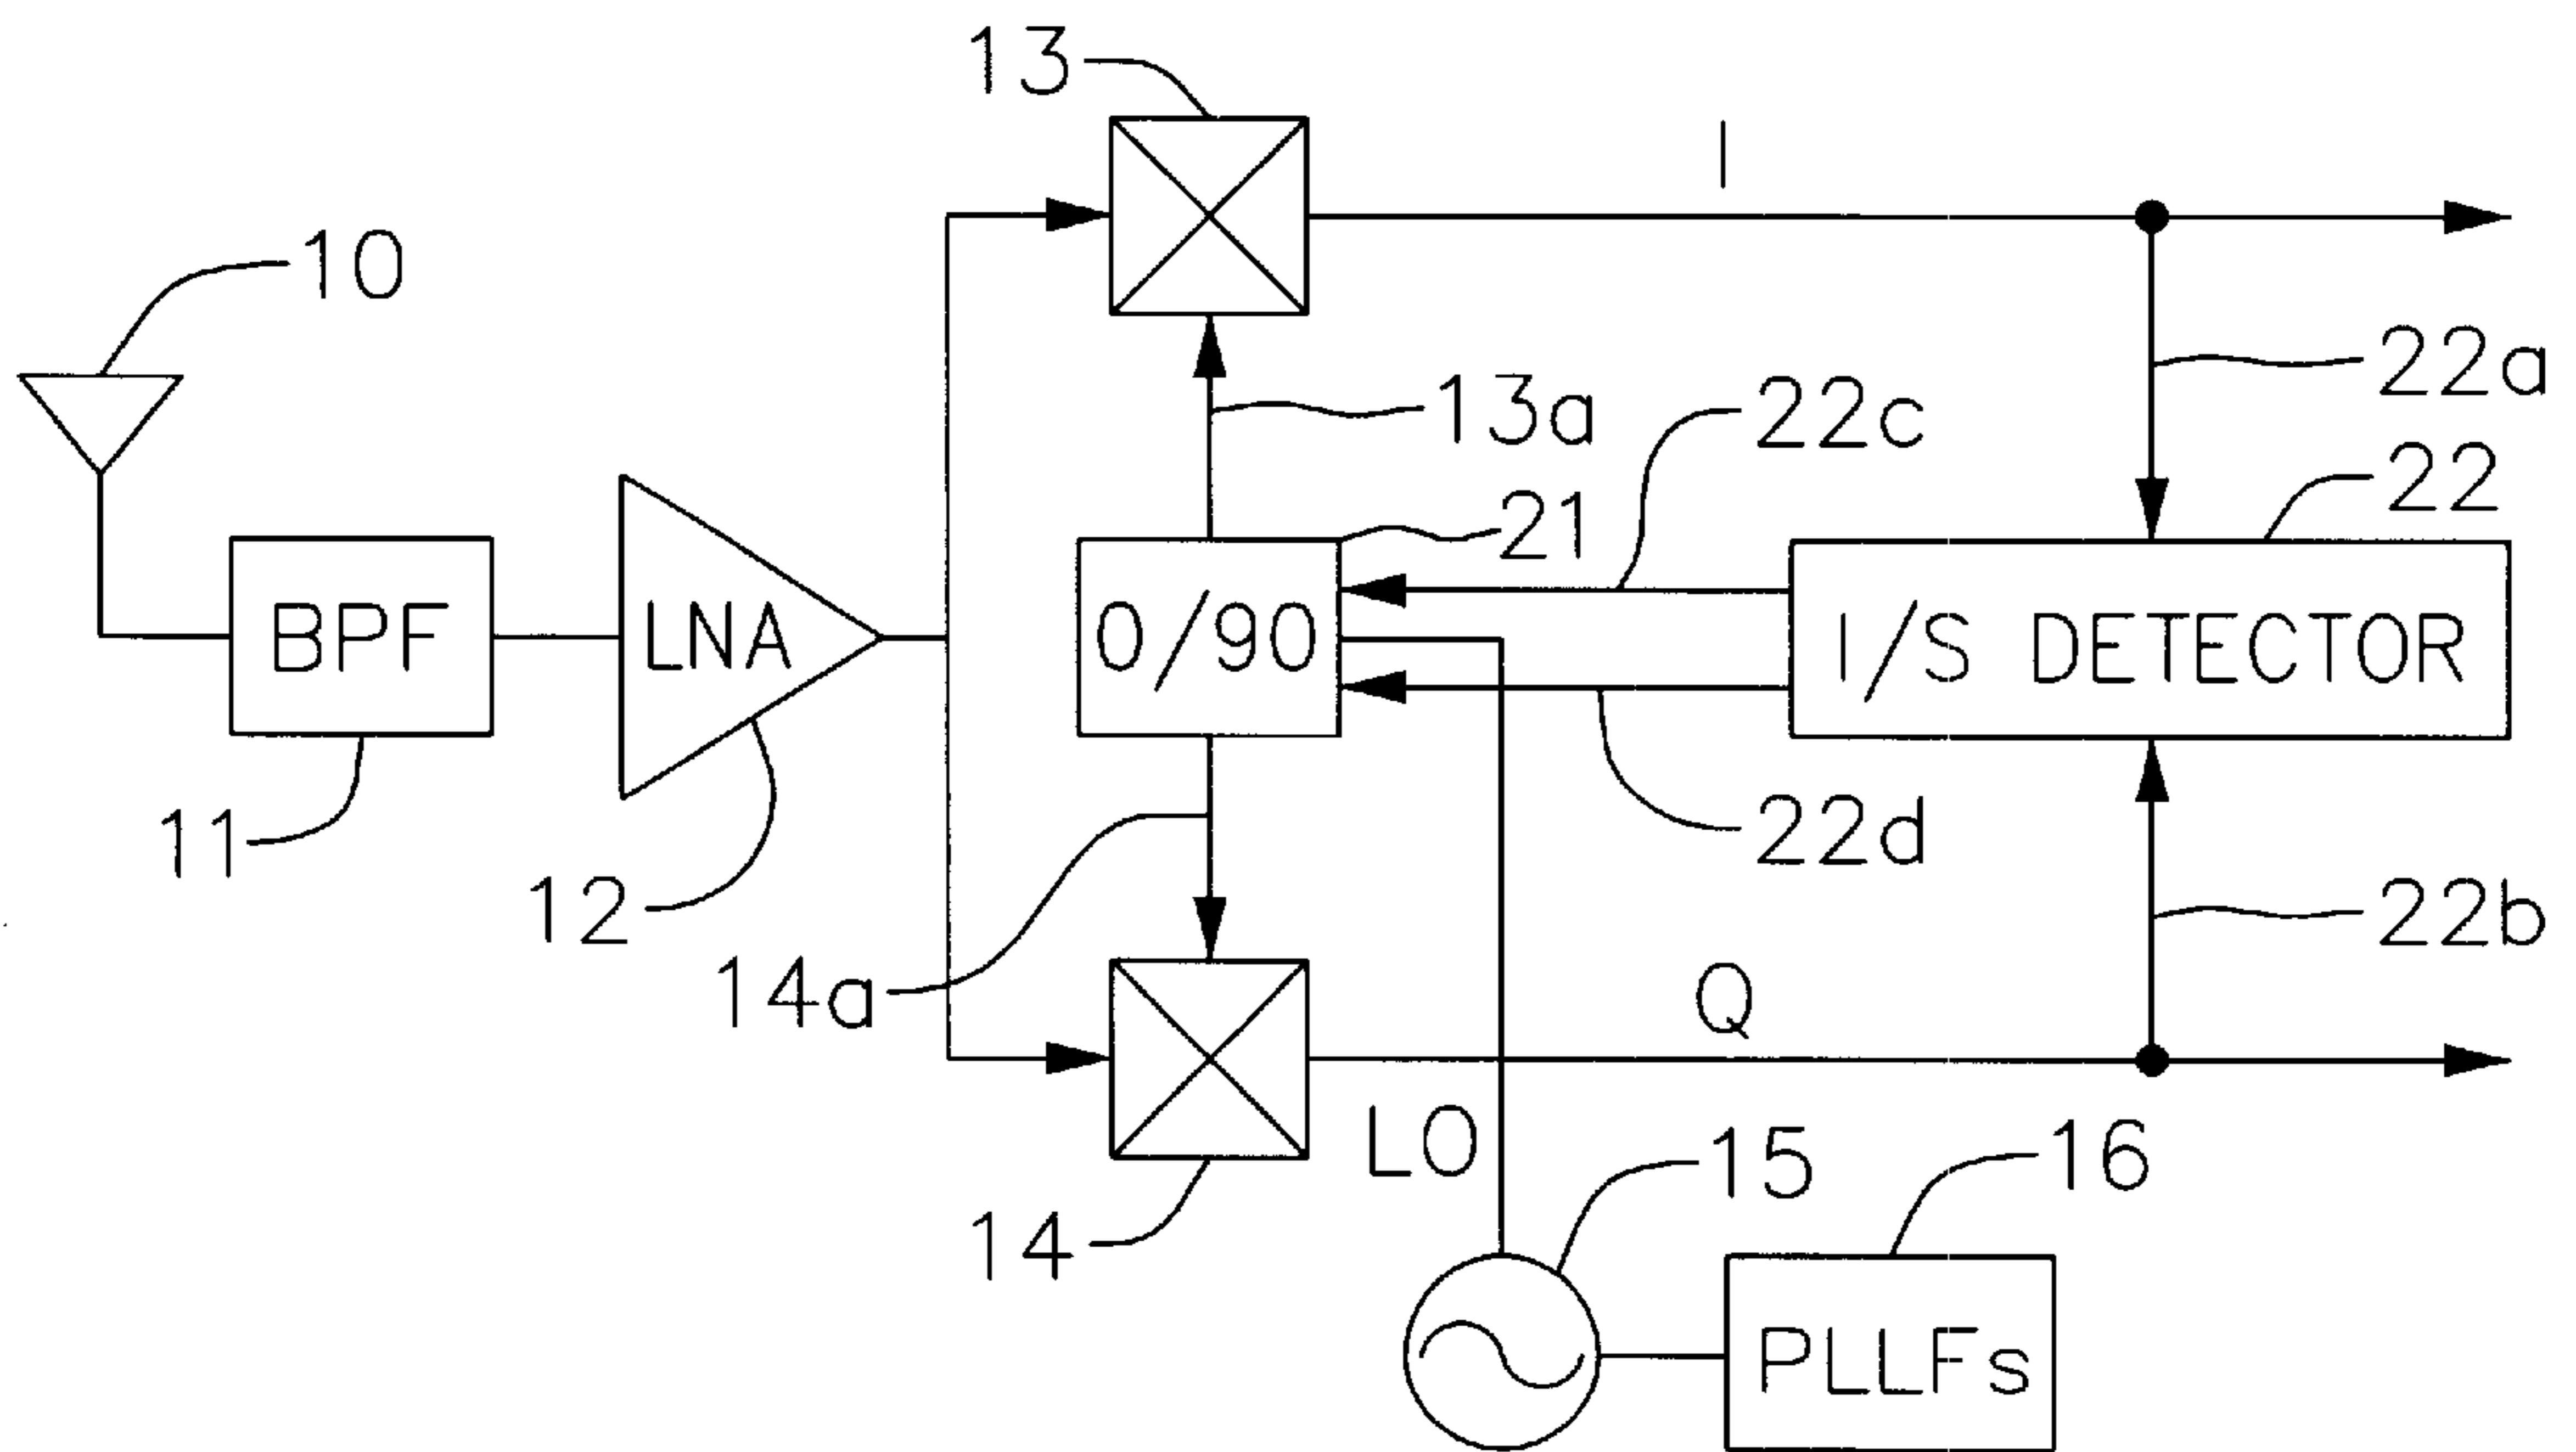 13
I
10
22a
13a
22c
22
21
BPF
LNA
0/90
I/S DETECTOR
11
22d
12
22b
14a
Q
LO
15
16
14
PLLFs